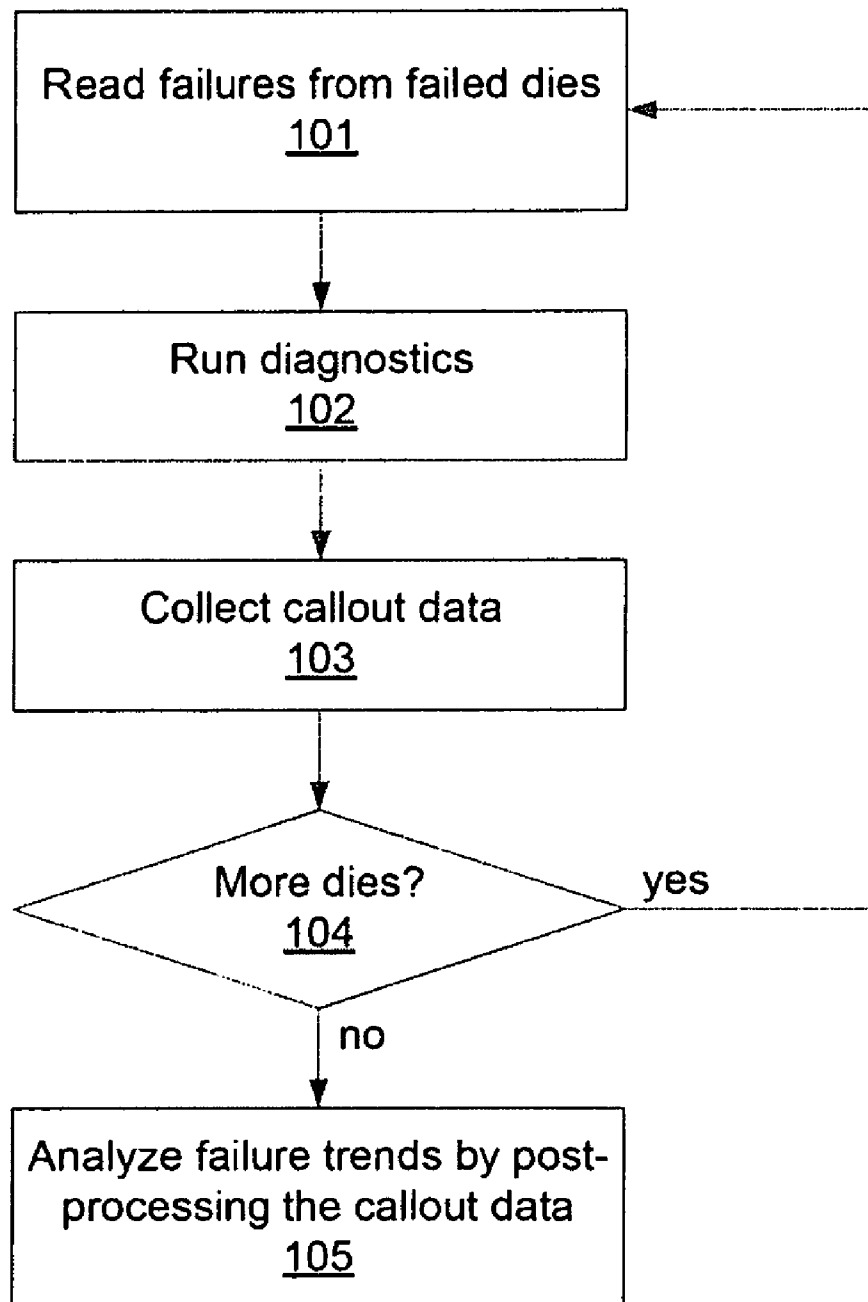 Read failures from failed dies
101
Run diagnostics
102
Collect callout data
103
More dies?
104
yes
no
Analyze failure trends by post-
processing the callout data
105